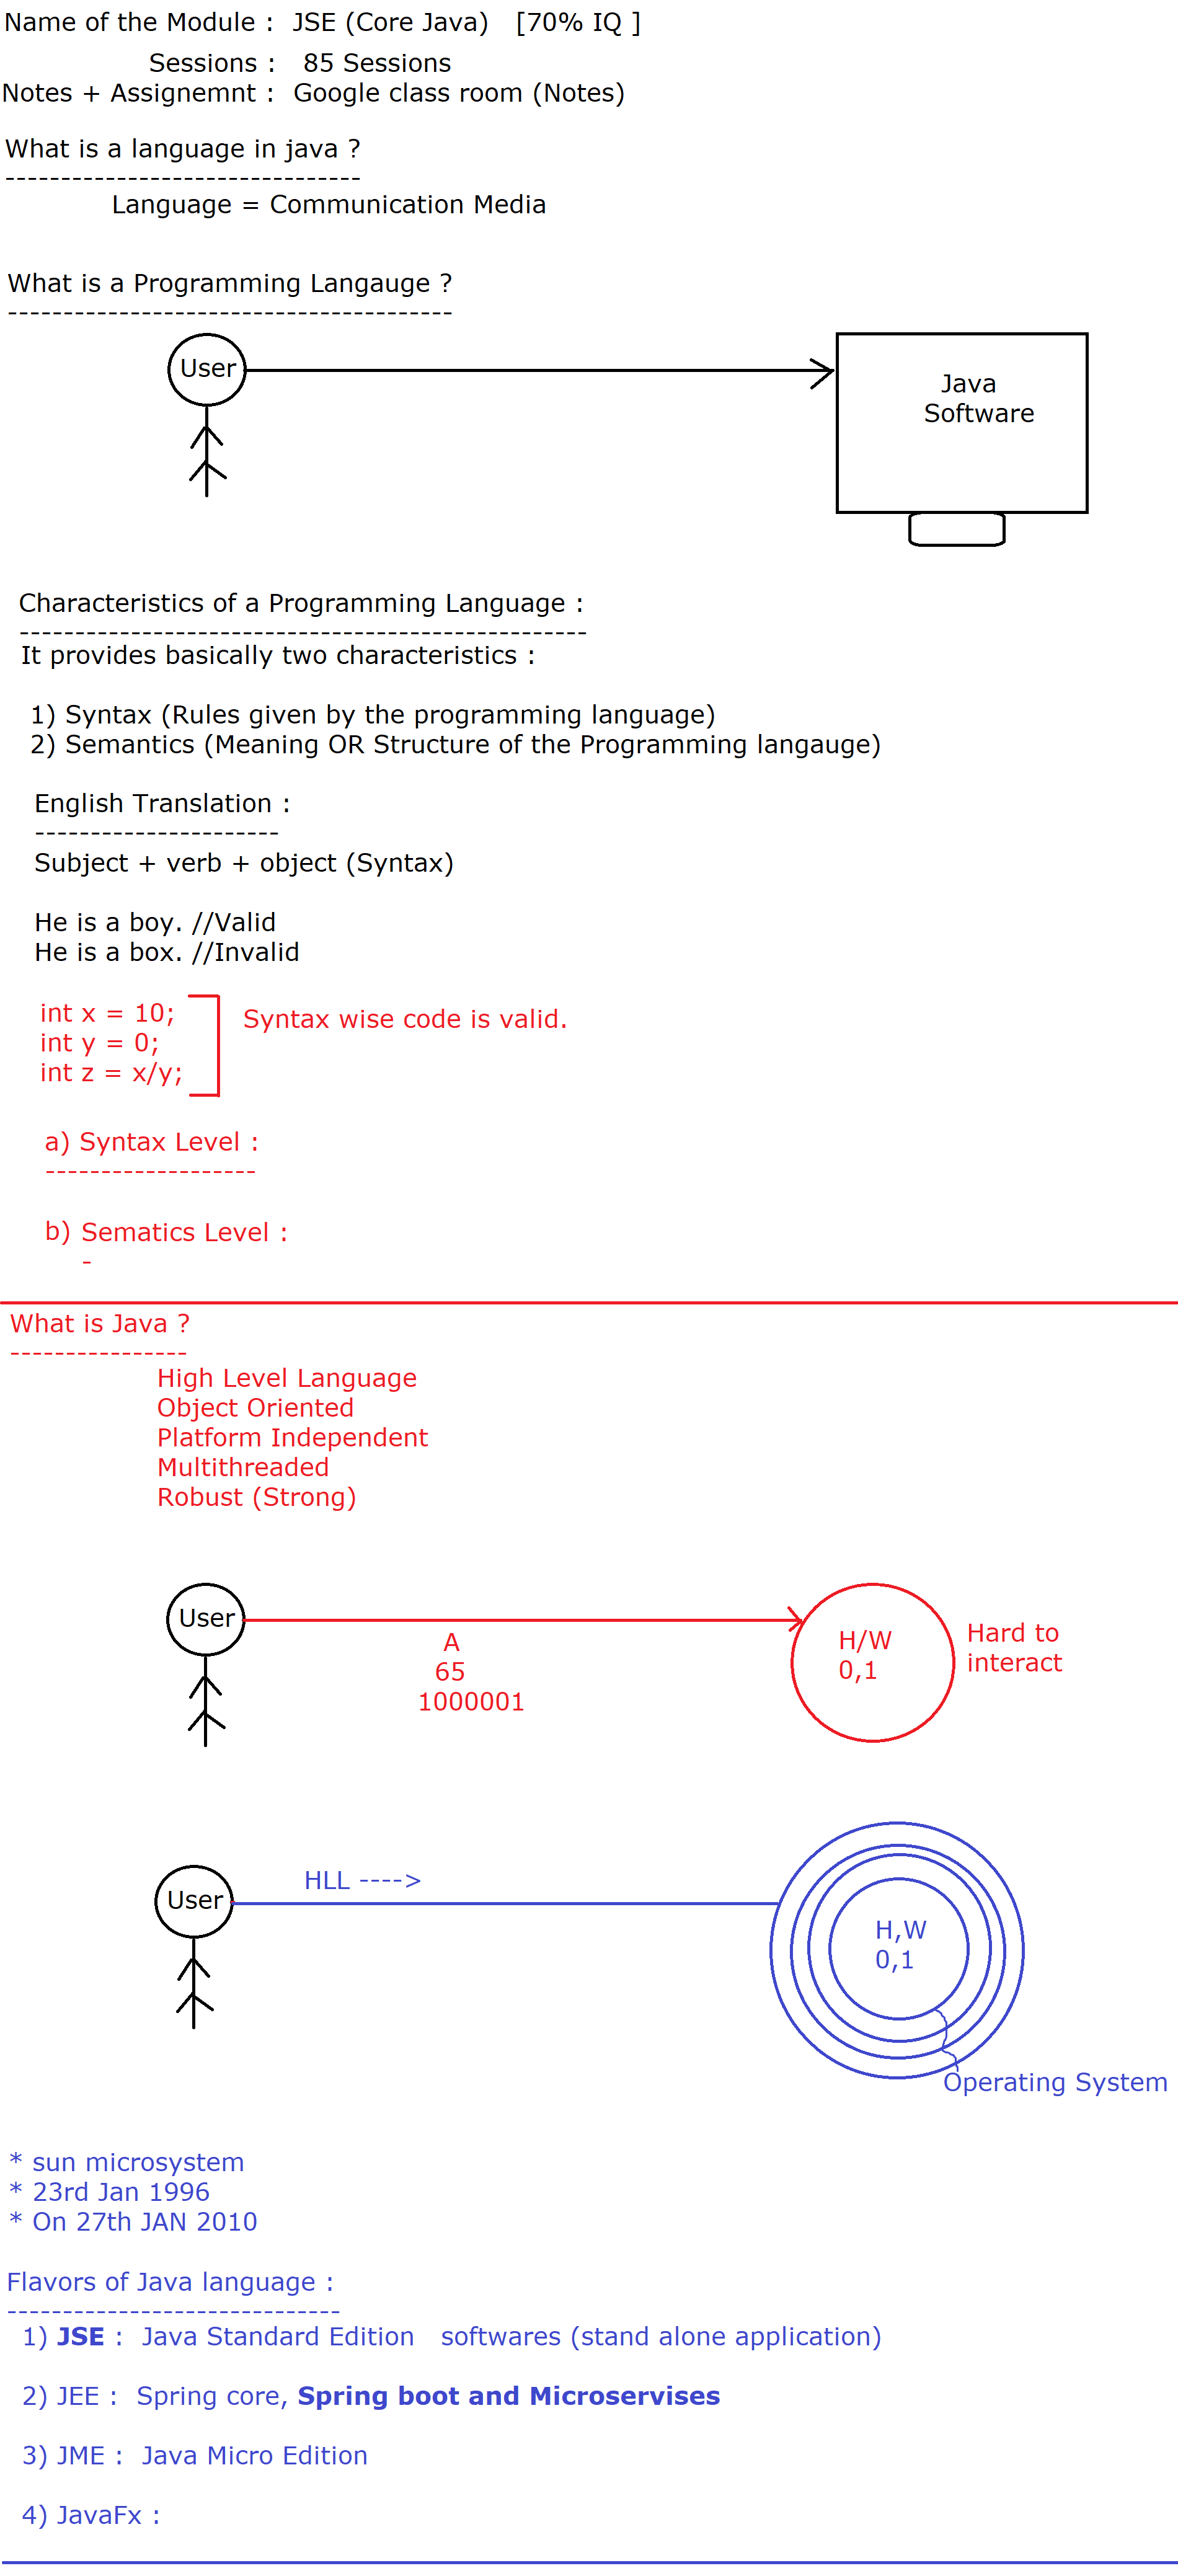 Name of the Module :  JSE (Core Java)   [70% IQ ]
Sessions :   85 Sessions
Notes + Assignemnt :  Google class room (Notes)
What is a language in java ?
--------------------------------
Language = Communication Media
What is a Programming Langauge ?
----------------------------------------
User
Java
Software
Characteristics of a Programming Language :
---------------------------------------------------
It provides basically two characteristics :
1) Syntax (Rules given by the programming language)
2) Semantics (Meaning OR Structure of the Programming langauge)
English Translation :
----------------------
Subject + verb + object (Syntax)
He is a boy. //Valid
He is a box. //Invalid
int x = 10;
int y = 0;
int z = x/y;
Syntax wise code is valid.
a) Syntax Level :
-------------------
b) Sematics Level :
-
What is Java ?
----------------
High Level Language
Object Oriented
Platform Independent
Multithreaded
Robust (Strong)
User
A
65
1000001
H/W
0,1
Hard to
interact
User
HLL ---->
H,W
0,1
Operating System
* sun microsystem
* 23rd Jan 1996
* On 27th JAN 2010
Flavors of Java language :
------------------------------
1) JSE :  Java Standard Edition   softwares (stand alone application)
2) JEE :  Spring core, Spring boot and Microservises
3) JME :  Java Micro Edition
4) JavaFx :